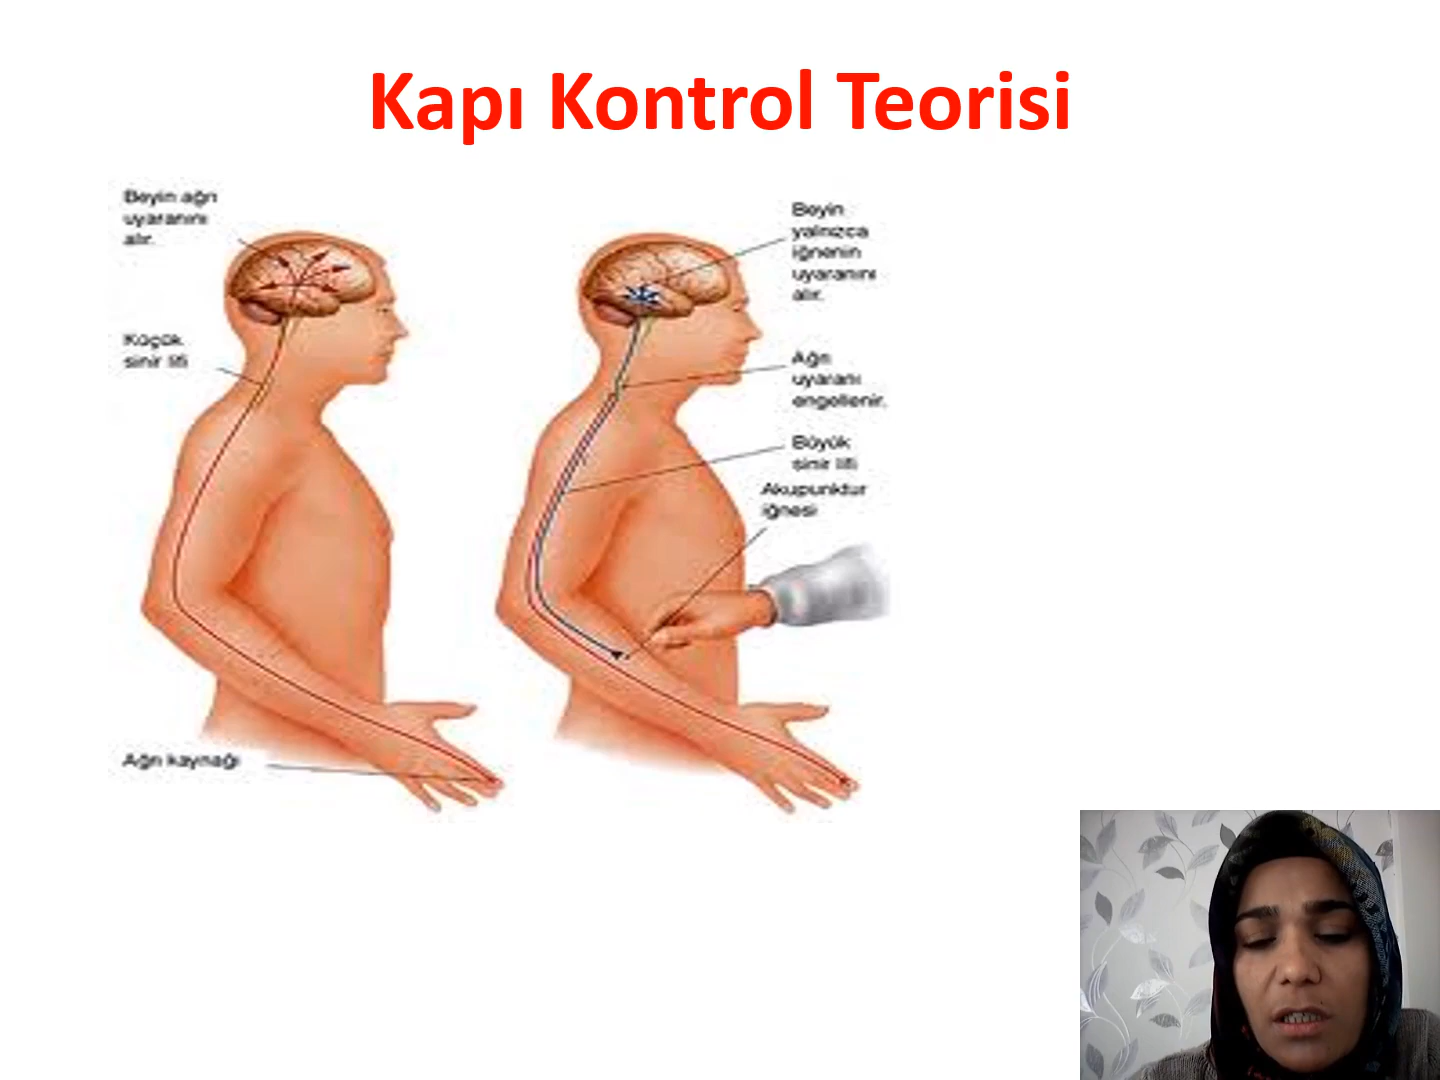 Kapı Kontrol Teorisi
Beyin ağrı
uyaranını
alır.
Küçük
sinir lifi
Ağrı kaynağı
Beyin
yalnızca
iğnenin
uyaranını
alır.
Ağrı
uyaranı
engellenir.
Büyük
sinir lifi
Akupunktur
iğnesi